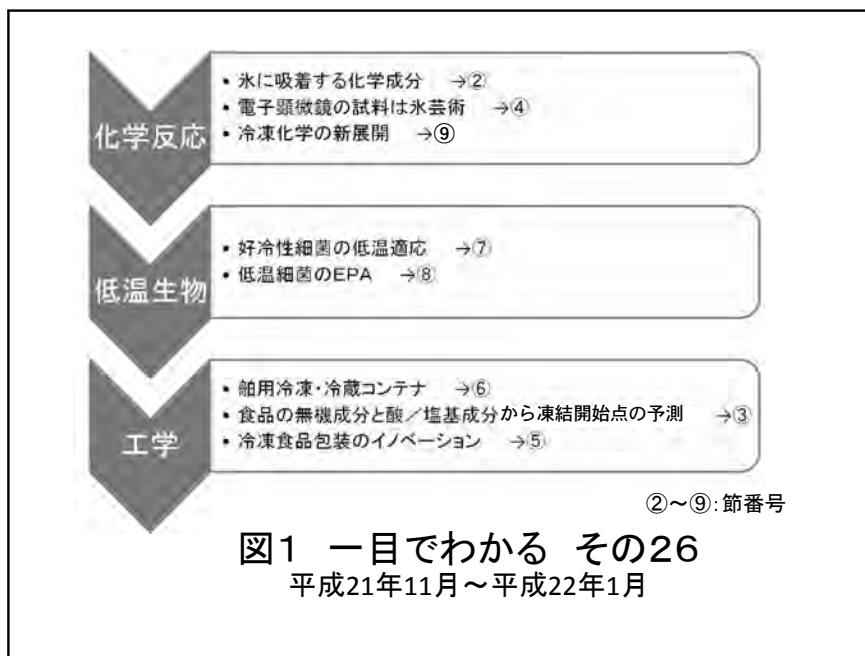 化学反応
• 氷に吸着する化学成分 →②
• 電子顕微鏡の試料は氷芸術 →④
• 冷凍化学の新展開 →⑨
低温生物
• 好冷性細菌の低温適応 →⑦
• 低温細菌のEPA →⑧
工学
• 舶用冷凍・冷蔵コンテナ →⑥
• 食品の無機成分と酸／塩基成分から凍結開始点の予測 →③
• 冷凍食品包装のイノベーション →⑤
②～⑨：節番号
図1 一目でわかる その26
平成21年11月～平成22年1月